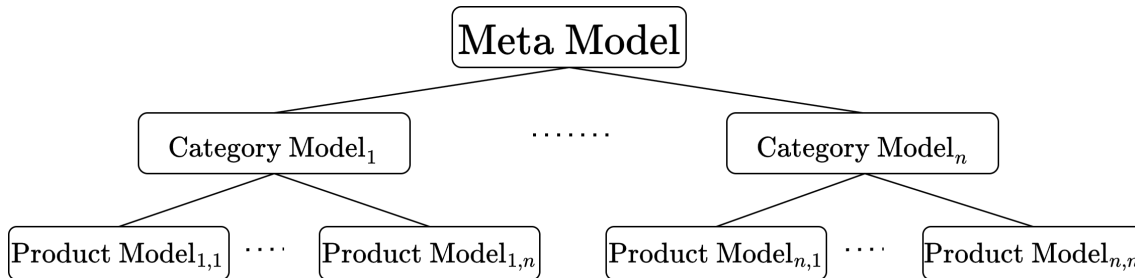 Meta Model
Category Model₁ ....... Category Modelₙ
Product Model₁,₁ .... Product Model₁,ₙ Product Modelₙ,₁ .... Product Modelₙ,ₙ